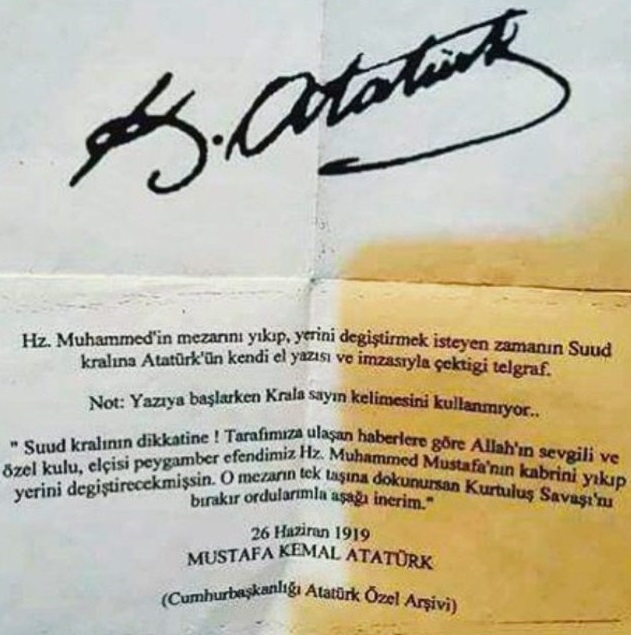 K. Atatürk
Hz. Muhammed'in mezarını yıkıp, yerini degiştirmek isteyen zamanın Suud
kralına Atatürk'ün kendi el yazısı ve imzasıyla çektigi telgraf.
Not: Yazıya başlarken Krala sayın kelimesini kullanmıyor..
" Suud kralının dikkatine ! Tarafımıza ulaşan haberlere göre Allah'ın sevgili ve
özel kulu, elçisi peygamber efendimiz Hz. Muhammed Mustafa'nın kabrini yıkıp
yerini degiştirecekmişsin. O mezarın tek taşına dokunursan Kurtuluş Savaşı'nı
bırakır ordularımla aşağı inerim."
26 Haziran 1919
MUSTAFA KEMAL ATATÜRK
(Cumhurbaşkanlığı Atatürk Özel Arşivi)